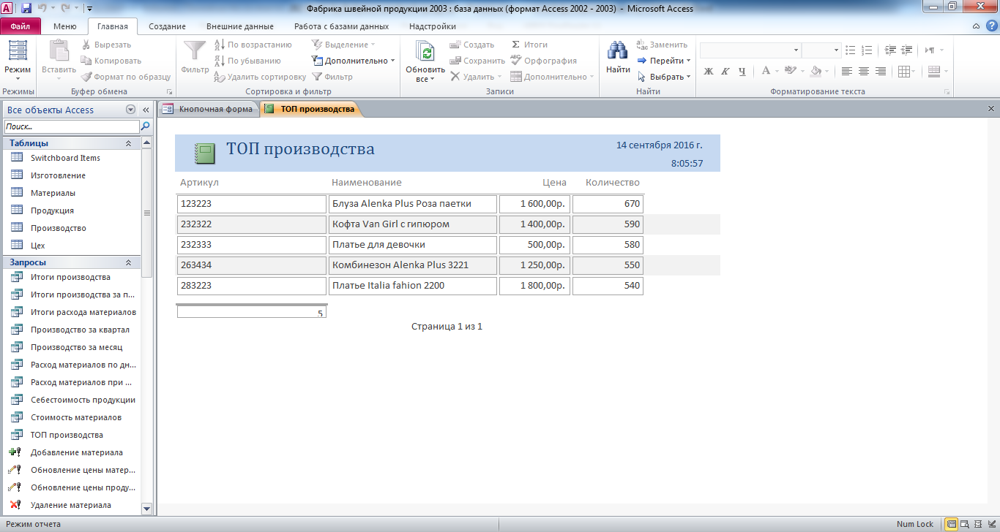 Фабрика швейной продукции 2003 : база данных (формат Access 2002 - 2003) - Microsoft Access
Файл Меню Главная Создание Внешние данные Работа с базами данных Надстройки
Режим
Режимы
Вставить
Вырезать
Копировать
Формат по образцу
Буфер обмена
Фильтр
По возрастанию
По убыванию
Удалить сортировку
Выделение
Дополнительно
Фильтр
Сортировка и фильтр
Обновить
все
Создать
Сохранить
Удалить
Итоги
Орфография
Дополнительно
Записи
Найти
Заменить
Перейти
Выбрать
Найти
Ж К Ч А
Форматирование текста
Все объекты Access
Поиск...
Таблицы
Switchboard Items
Изготовление
Материалы
Продукция
Производство
Цех
Запросы
Итоги производства
Итоги производства за п...
Итоги расхода материалов
Производство за квартал
Производство за месяц
Расход материалов по дн...
Расход материалов при ...
Себестоимость продукции
Стоимость материалов
ТОП производства
Добавление материала
Обновление цены матер...
Обновление цены проду...
Удаление материала
Кнопочная форма ТОП производства
ТОП производства
14 сентября 2016 г.
8:05:57
Артикул Наименование Цена Количество
123223 Блуза Alenka Plus Роза паетки 1 600,00р. 670
232322 Кофта Van Girl с гипюром 1 400,00р. 590
232333 Платье для девочки 500,00р. 580
263434 Комбинезон Alenka Plus 3221 1 250,00р. 550
283223 Платье Italia fahion 2200 1 800,00р. 540
5
Страница 1 из 1
Режим отчета Num Lock